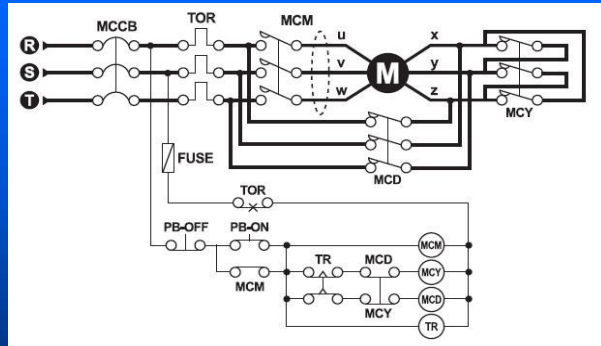 MCCB TOR MCM
R u x
S v M y
T w z MCY
FUSE MCD
TOR
PB-OFF PB-ON
MCM
TR MCD MCY
MCM
MCY MCD
TR